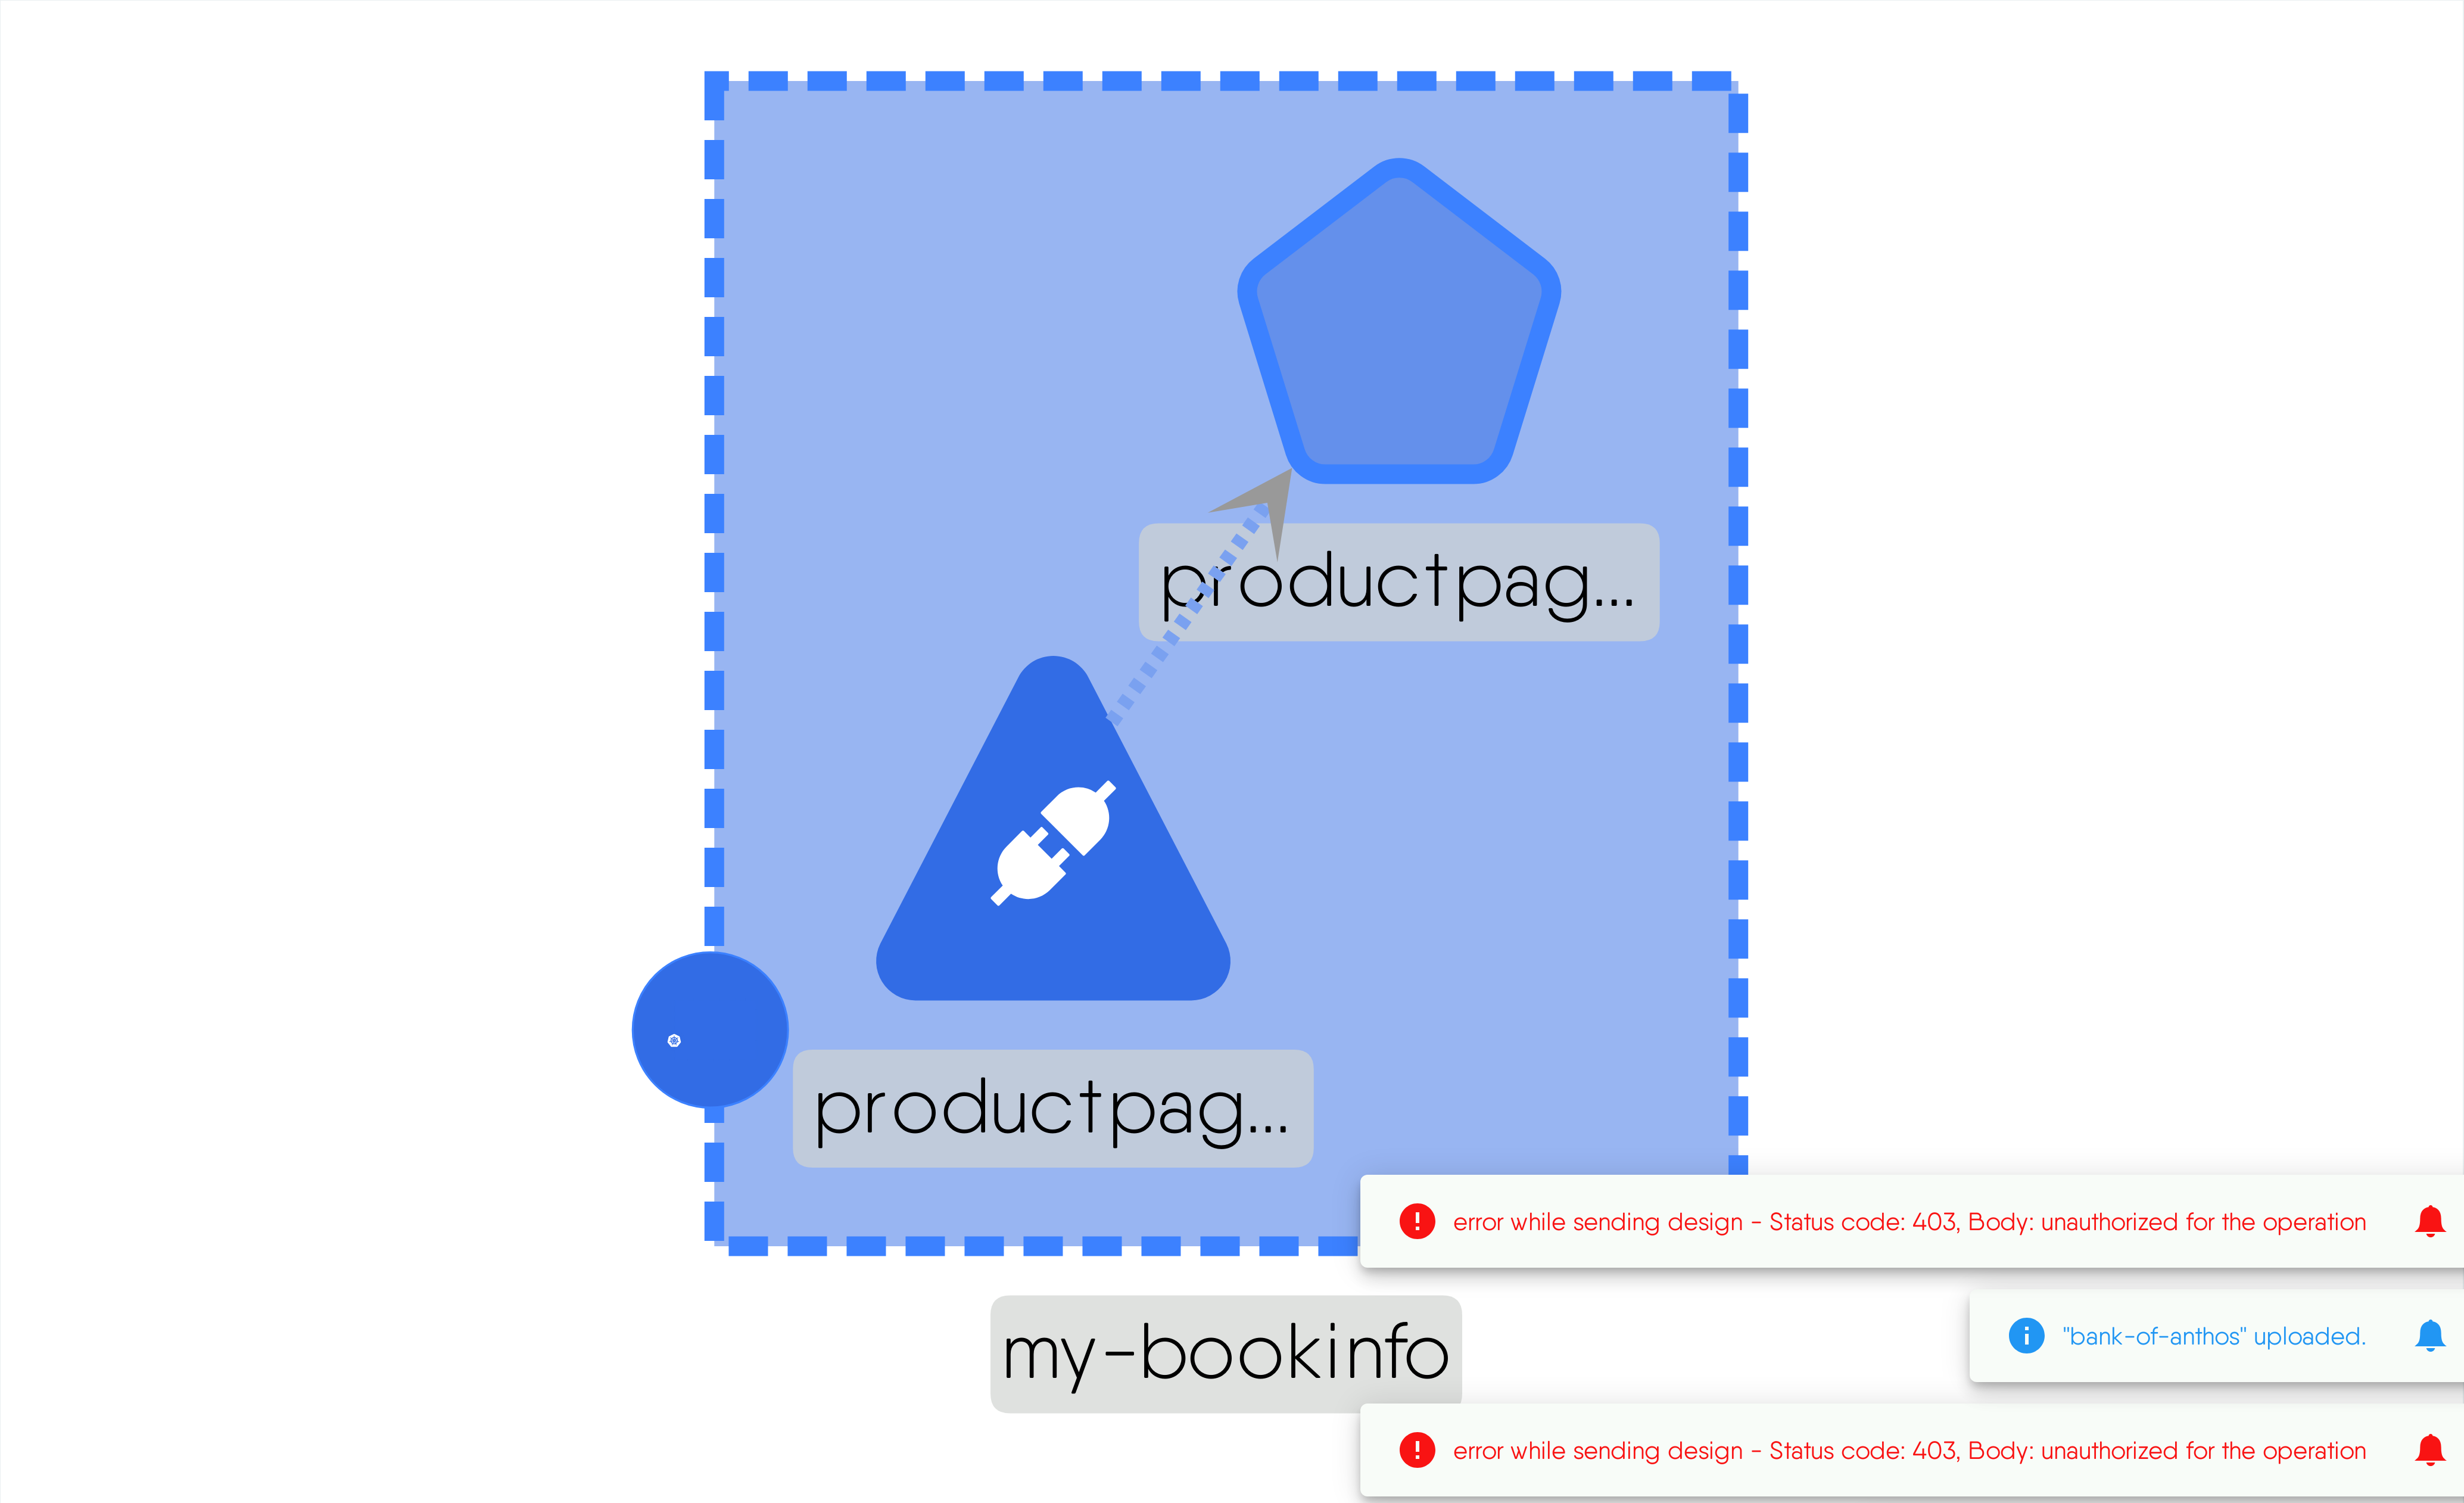 productpag...
productpag...
my-bookinfo
error while sending design - Status code: 403, Body: unauthorized for the operation
"bank-of-anthos" uploaded.
error while sending design - Status code: 403, Body: unauthorized for the operation